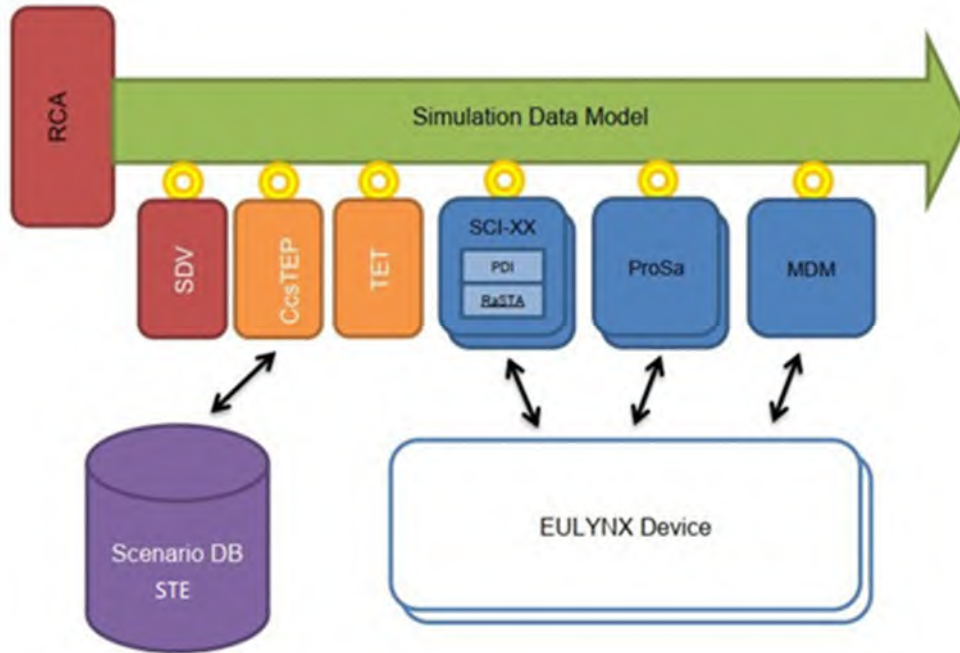 RCA
Simulation Data Model
SDV
CcsTEP
TET
SCI-XX
PDI
RaSTA
ProSa
MDM
Scenario DB
STE
EULYNX Device